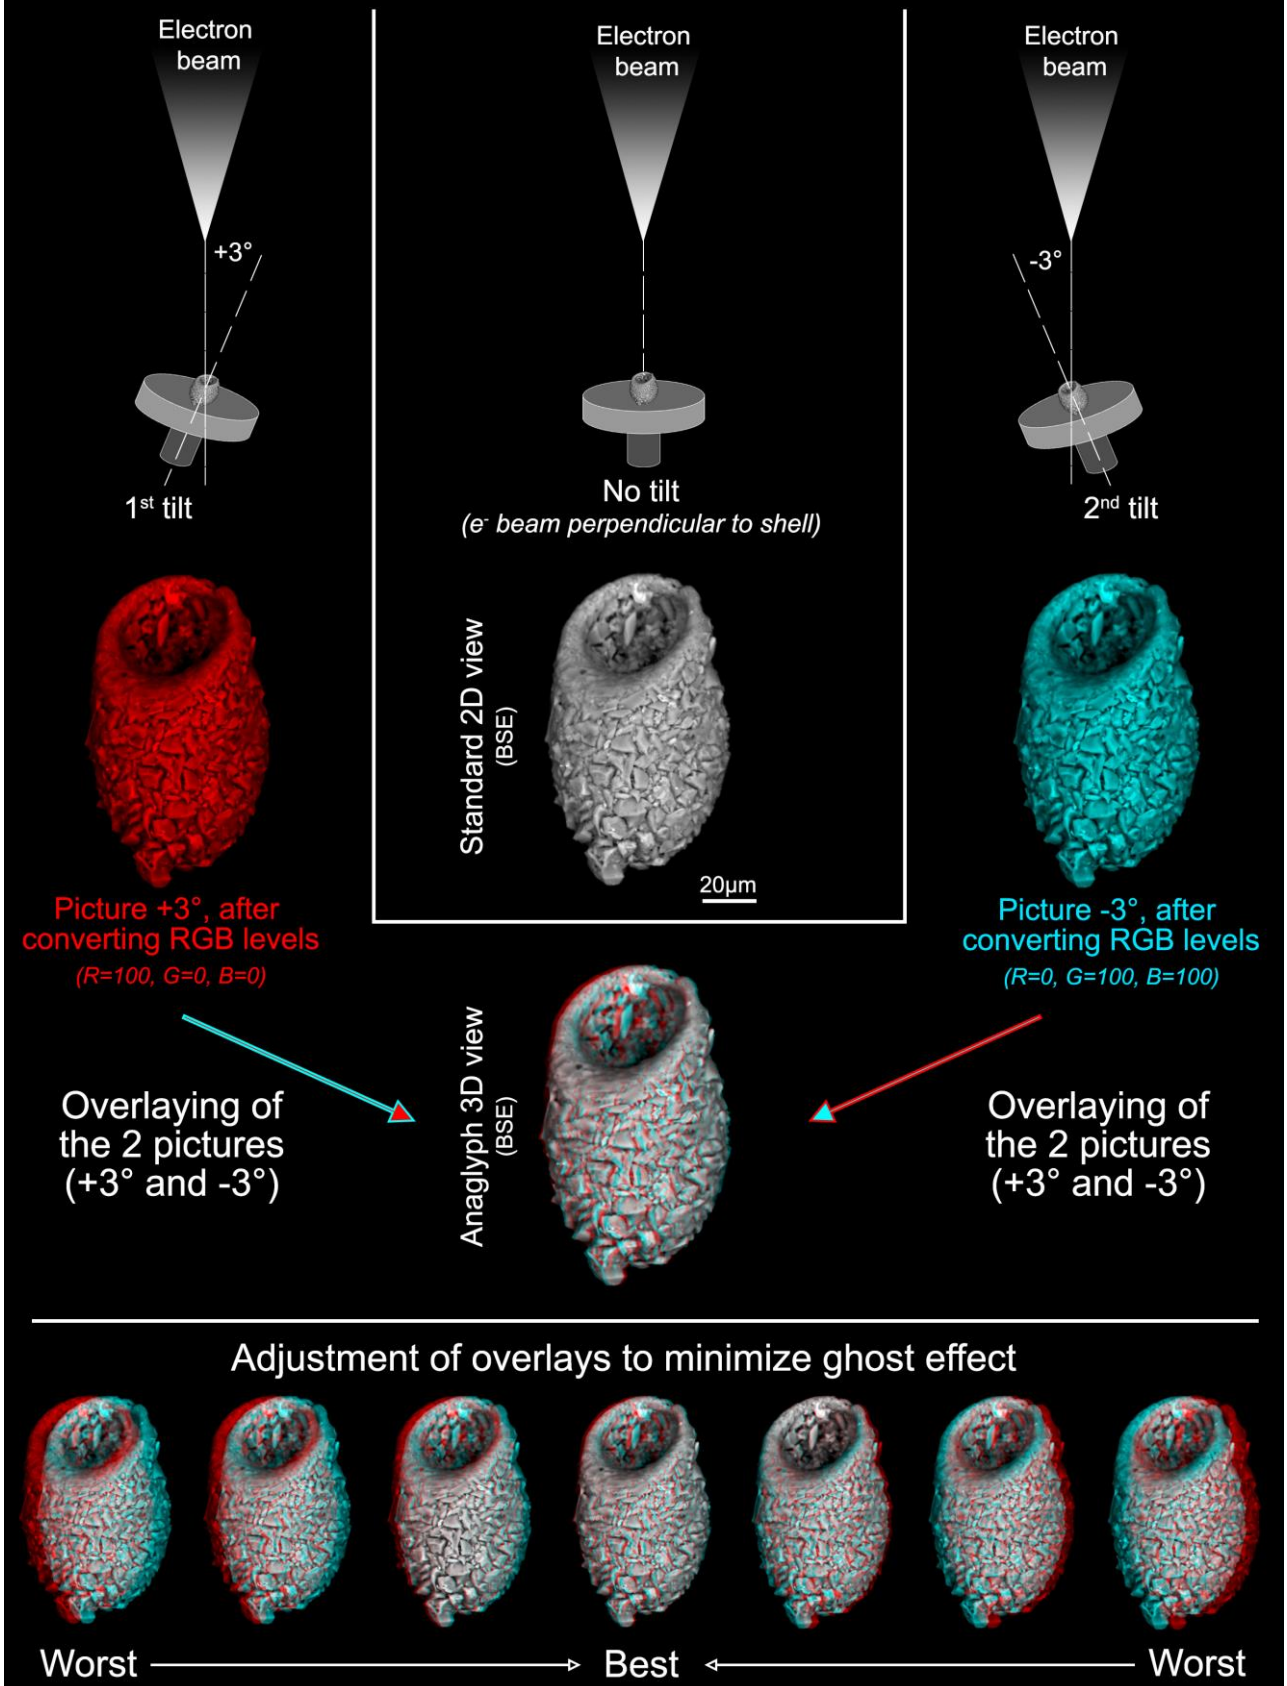 Electron
beam
Electron
beam
Electron
beam
+3°
-3°
1st tilt
No tilt
(e- beam perpendicular to shell)
2nd tilt
Standard 2D view
(BSE)
20µm
Picture +3°, after
converting RGB levels
(R=100, G=0, B=0)
Picture -3°, after
converting RGB levels
(R=0, G=100, B=100)
Overlaying of
the 2 pictures
(+3° and -3°)
Anaglyph 3D view
(BSE)
Overlaying of
the 2 pictures
(+3° and -3°)
Adjustment of overlays to minimize ghost effect
Worst
Best
Worst